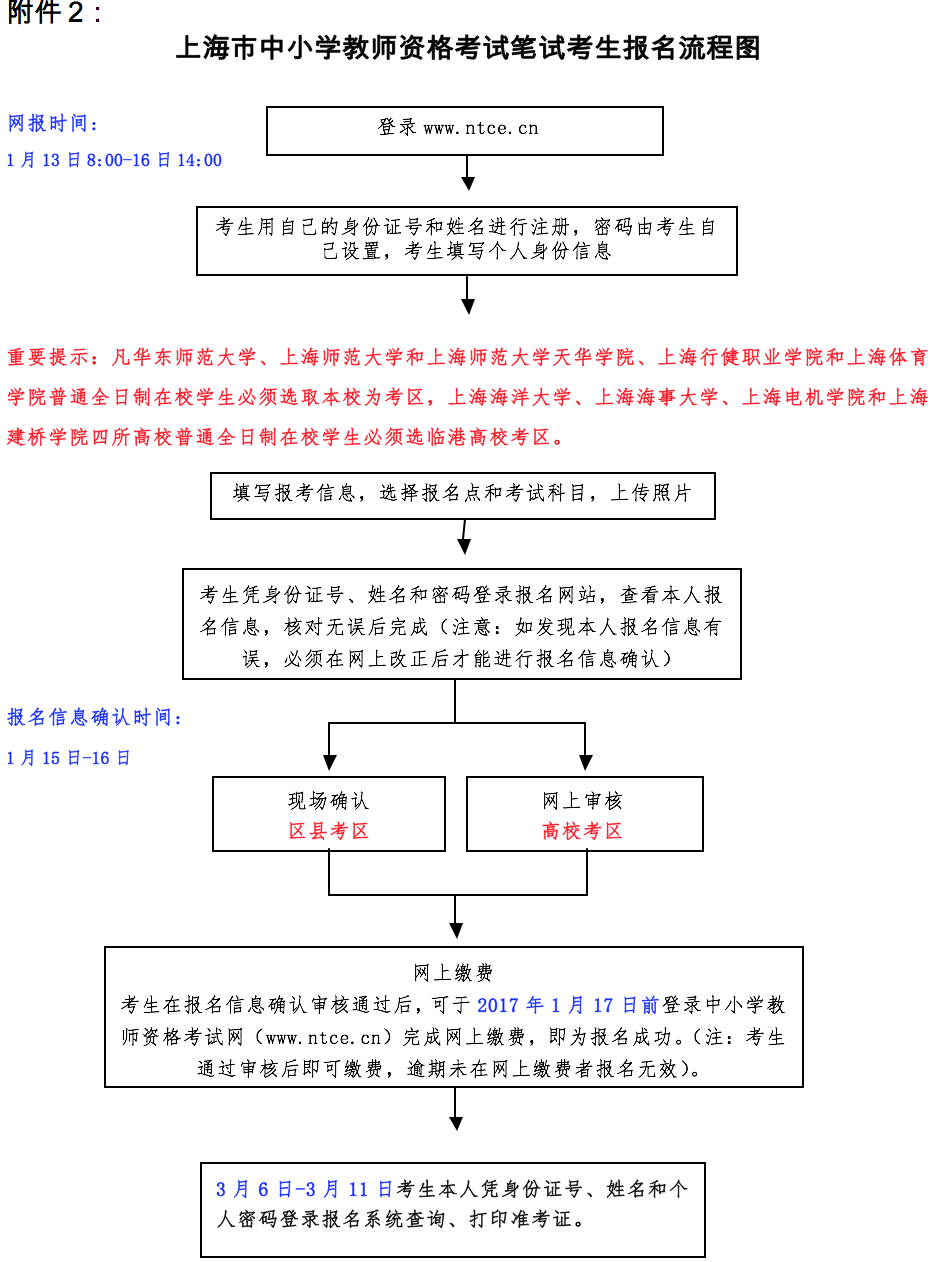 附件2：
上海市中小学教师资格考试笔试考生报名流程图
网报时间：
1月13日8:00-16日14:00
登录www.ntce.cn
考生用自己的身份证号和姓名进行注册，密码由考生自
己设置，考生填写个人身份信息
重要提示：凡华东师范大学、上海师范大学和上海师范大学天华学院、上海行健职业学院和上海体育
学院普通全日制在校学生必须选取本校为考区，上海海洋大学、上海海事大学、上海电机学院和上海
建桥学院四所高校普通全日制在校学生必须选临港高校考区。
填写报考信息，选择报名点和考试科目，上传照片
考生凭身份证号、姓名和密码登录报名网站，查看本人报
名信息，核对无误后完成（注意：如发现本人报名信息有
误，必须在网上改正后才能进行报名信息确认）
报名信息确认时间：
1月15日-16日
现场确认
区县考区
网上审核
高校考区
网上缴费
考生在报名信息确认审核通过后，可于2017年1月17日前登录中小学教
师资格考试网（www.ntce.cn）完成网上缴费，即为报名成功。（注：考生
通过审核后即可缴费，逾期未在网上缴费者报名无效）。
3月6日-3月11日考生本人凭身份证号、姓名和个
人密码登录报名系统查询、打印准考证。